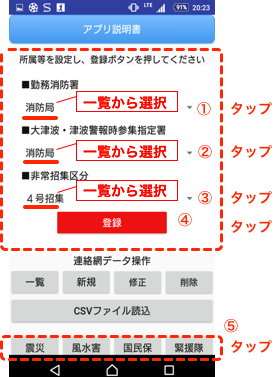 91% 20:23
LTE
アプリ説明書
所属等を設定し、登録ボタンを押してください
■勤務消防署
消防局 一覧から選択 ① タップ
■大津波・津波警報時参集指定署
消防局 一覧から選択 ② タップ
■非常招集区分
4号招集 一覧から選択 ③ タップ
登録 ④ タップ
連絡網データ操作
一覧 新規 修正 削除
CSVファイル読込
⑤
震災 風水害 国民保 緊援隊 タップ